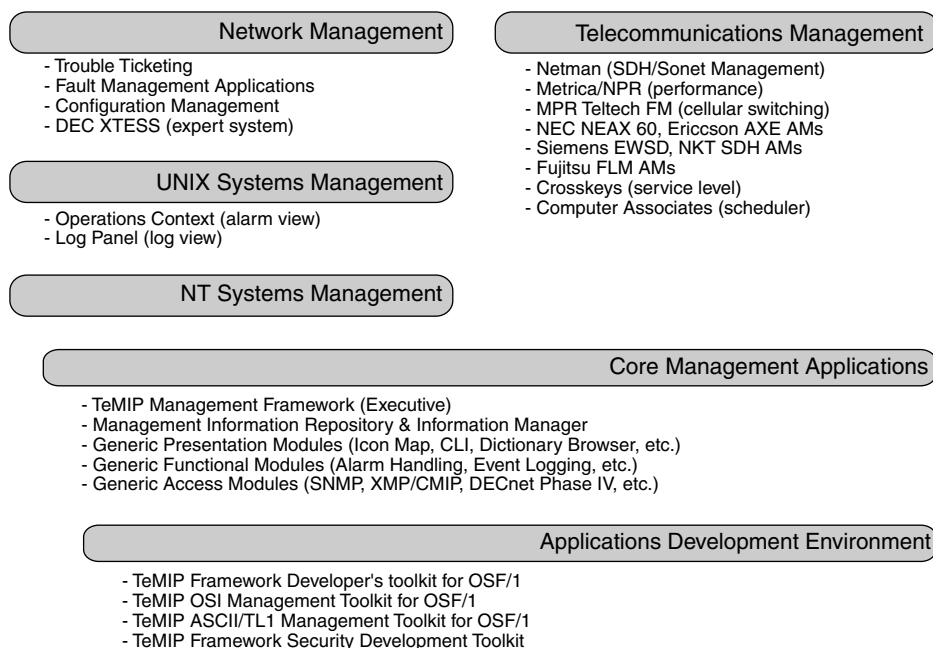 Network Management
- Trouble Ticketing
- Fault Management Applications
- Configuration Management
- DEC XTESS (expert system)
UNIX Systems Management
- Operations Context (alarm view)
- Log Panel (log view)
NT Systems Management
Telecommunications Management
- Netman (SDH/Sonet Management)
- Metrica/NPR (performance)
- MPR Teltech FM (cellular switching)
- NEC NEAX 60, Ericcson AXE AMs
- Siemens EWSD, NKT SDH AMs
- Fujitsu FLM AMs
- Crosskeys (service level)
- Computer Associates (scheduler)
Core Management Applications
- TeMIP Management Framework (Executive)
- Management Information Repository & Information Manager
- Generic Presentation Modules (Icon Map, CLI, Dictionary Browser, etc.)
- Generic Functional Modules (Alarm Handling, Event Logging, etc.)
- Generic Access Modules (SNMP, XMP/CMIP, DECnet Phase IV, etc.)
Applications Development Environment
- TeMIP Framework Developer's toolkit for OSF/1
- TeMIP OSI Management Toolkit for OSF/1
- TeMIP ASCII/TL1 Management Toolkit for OSF/1
- TeMIP Framework Security Development Toolkit